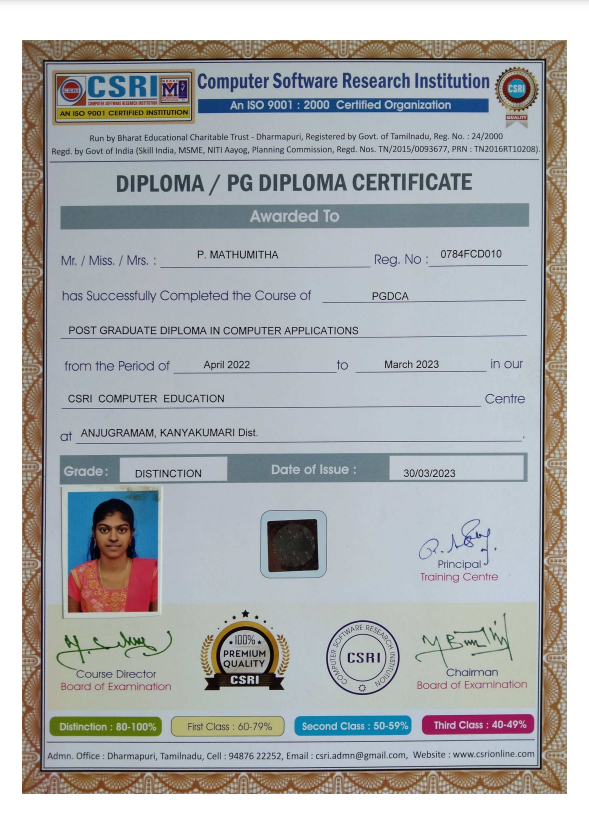 CSRI
COMPUTER SOFTWARE RESEARCH INSTITUTION
AN ISO 9001 CERTIFIED INSTITUTION
Computer Software Research Institution
An ISO 9001 : 2000 Certified Organization
CSRI
QUALITY
Run by Bharat Educational Charitable Trust - Dharmapuri, Registered by Govt. of Tamilnadu, Reg. No. : 24/2000
Regd. by Govt of India (Skill India, MSME, NITI Aayog, Planning Commission, Regd. Nos. TN/2015/0093677, PRN : TN2016RT10208).
DIPLOMA / PG DIPLOMA CERTIFICATE
Awarded To
Mr. / Miss. / Mrs. : P. MATHUMITHA Reg. No : 0784FCD010
has Successfully Completed the Course of PGDCA
POST GRADUATE DIPLOMA IN COMPUTER APPLICATIONS
from the Period of April 2022 to March 2023 in our
CSRI COMPUTER EDUCATION Centre
at ANJUGRAMAM, KANYAKUMARI Dist.
Grade : DISTINCTION Date of Issue : 30/03/2023
Principal
Training Centre
100%
PREMIUM
QUALITY
CSRI
COMPUTER SOFTWARE RESEARCH INSTITUTION
CSRI
Course Director
Board of Examination
Chairman
Board of Examination
Distinction : 80-100% First Class : 60-79% Second Class : 50-59% Third Class : 40-49%
Admn. Office : Dharmapuri, Tamilnadu, Cell : 94876 22252, Email : csri.admn@gmail.com, Website : www.csrionline.com